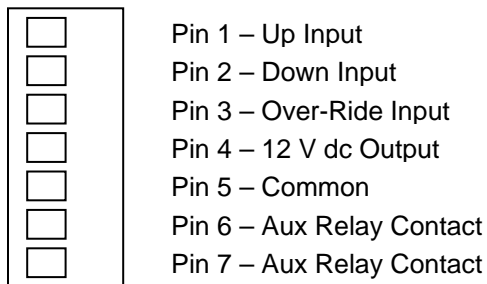 Pin 1 – Up Input
Pin 2 – Down Input
Pin 3 – Over-Ride Input
Pin 4 – 12 V dc Output
Pin 5 – Common
Pin 6 – Aux Relay Contact
Pin 7 – Aux Relay Contact